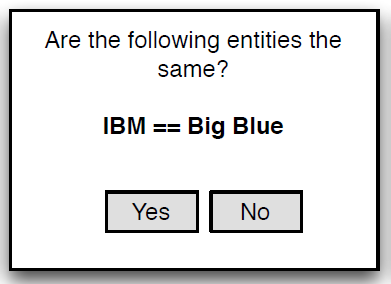 Are the following entities the
same?
IBM == Big Blue
Yes No